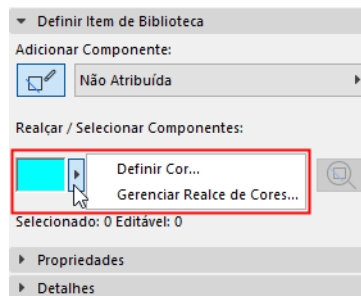 Definir Item de Biblioteca
Adicionar Componente:
Não Atribuída
Realçar / Selecionar Componentes:
Definir Cor...
Gerenciar Realce de Cores...
Selecionado: 0 Editável: 0
Propriedades
Detalhes